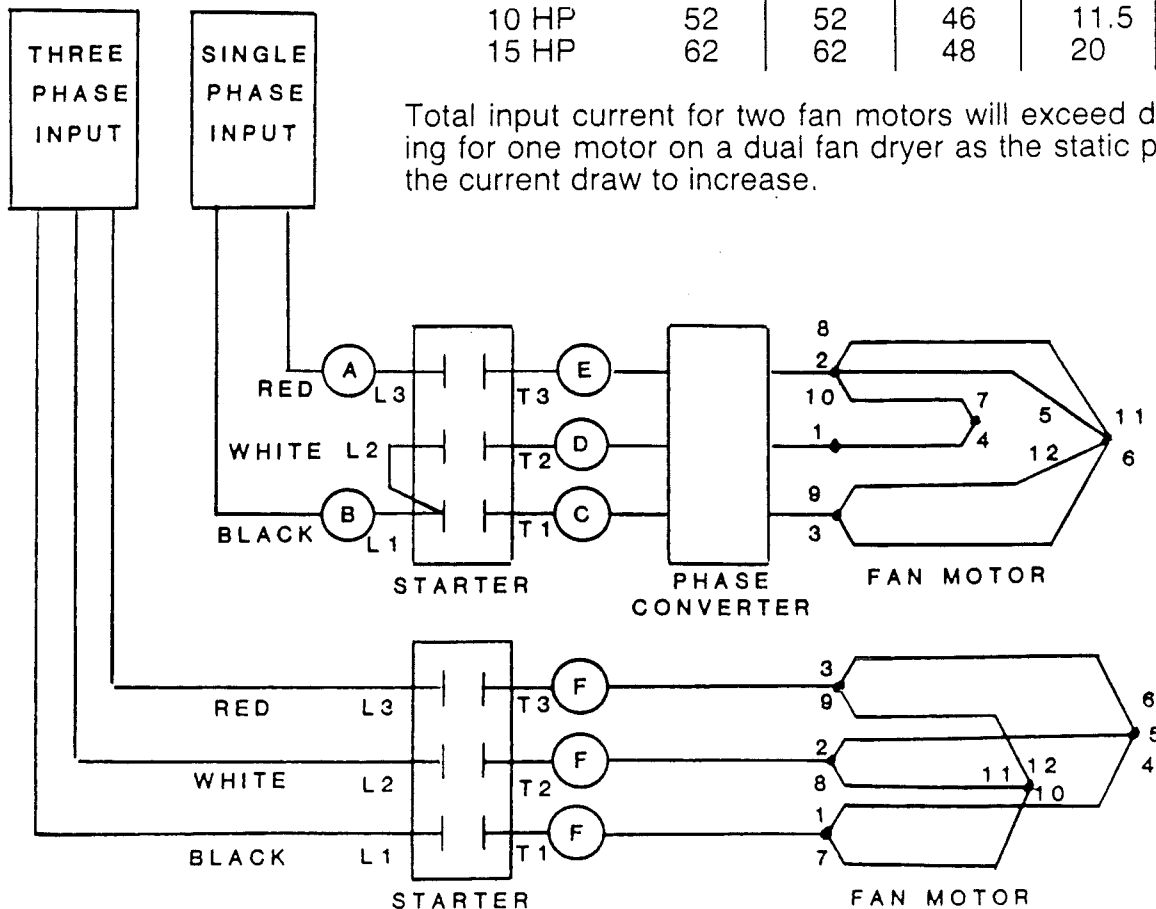 10 HP 52 52 46 11.5
15 HP 62 62 48 20
Total input current for two fan motors will exceed d
ing for one motor on a dual fan dryer as the static p
the current draw to increase.
THREE
PHASE
INPUT
SINGLE
PHASE
INPUT
RED A L3 T3 E
WHITE L2 T2 D
BLACK B L1 T1 C
STARTER
PHASE
CONVERTER
8
2
10
1
9
3
7
4
5
12
11
6
FAN MOTOR
RED L3 T3 F
WHITE L2 T2 F
BLACK L1 T1 F
STARTER
3
9
2
8
1
7
11 12
10
6
5
4
FAN MOTOR